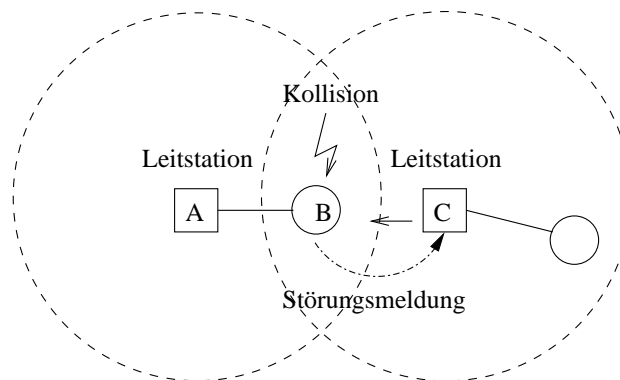 Kollision
Leitstation
Leitstation
A
B
C
Störungsmeldung